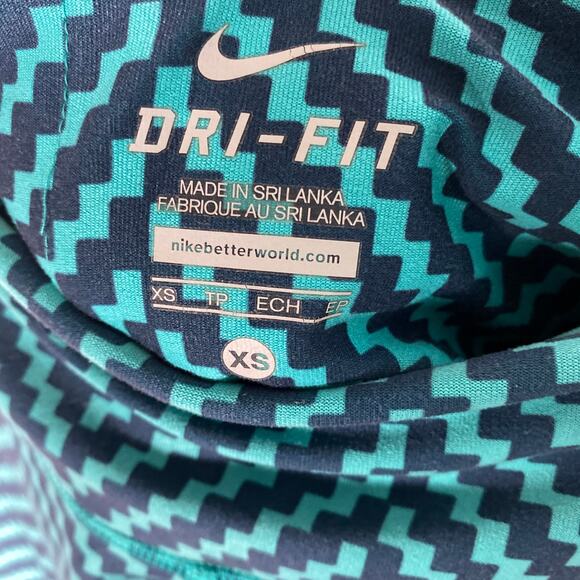 DRI-FIT
MADE IN SRI LANKA
FABRIQUE AU SRI LANKA
nikebetterworld.com
XS TP ECH EP
XS